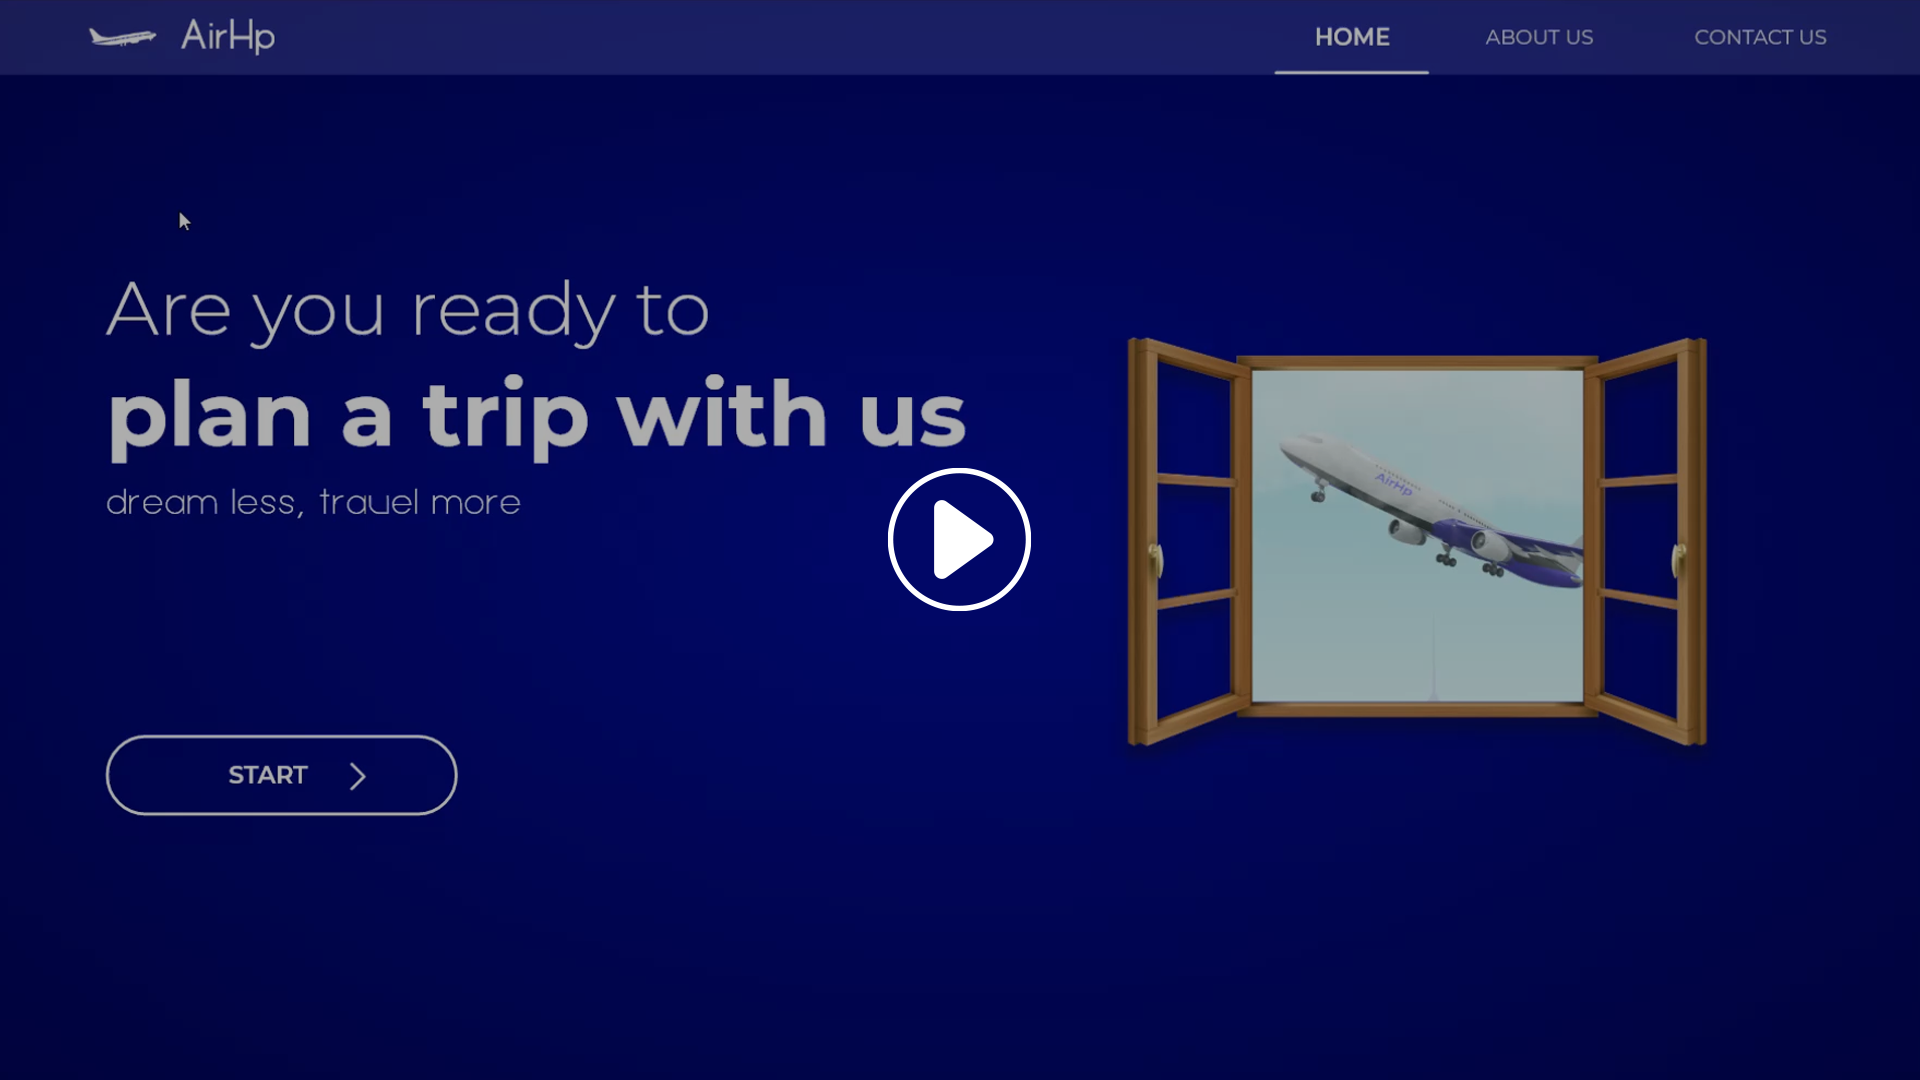 AirHp
HOME
ABOUT US
CONTACT US
Are you ready to
plan a trip with us
dream less, travel more
START
AirHp